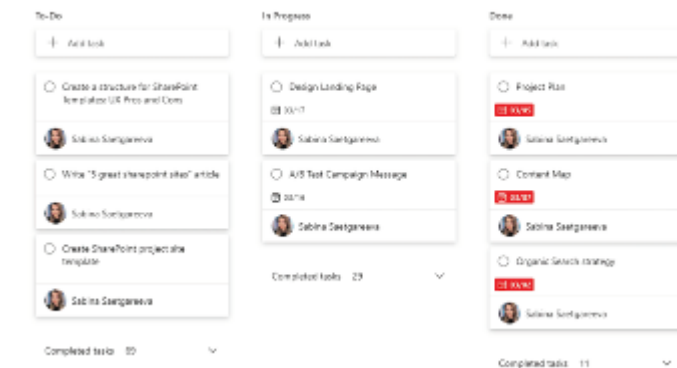 To-Do
Add task
Create a structure for SharePoint
Templates: UX Pros and Cons
Sabina Saetgareeva
Write "5 great sharepoint sites" article
Sabina Saetgareeva
Create SharePoint project site
template
Sabina Saetgareeva
Completed tasks
In Progress
Add task
Design Landing Page
03/17
Sabina Saetgareeva
A/B Test Campaign Message
Sabina Saetgareeva
Completed tasks 29
Done
Add task
Project Plan
Sabina Saetgareeva
Content Map
Sabina Saetgareeva
Organic Search strategy
Sabina Saetgareeva
Completed tasks 11